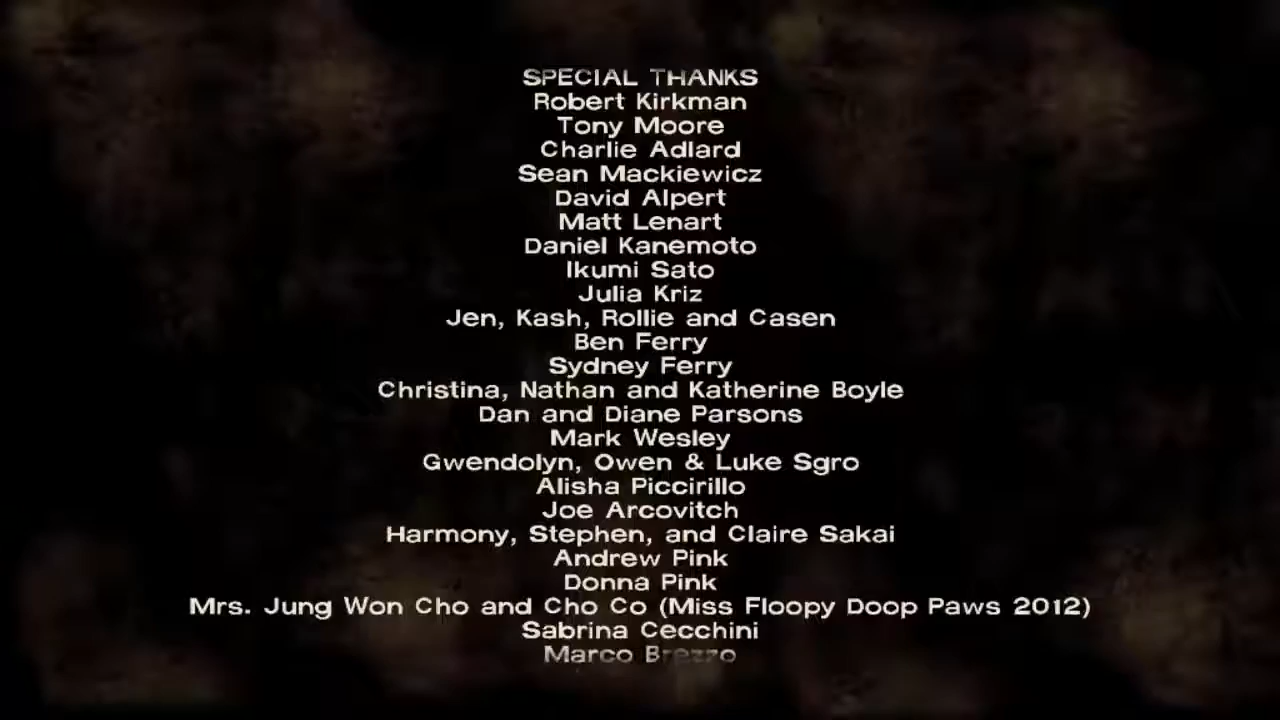 SPECIAL THANKS
Robert Kirkman
Tony Moore
Charlie Adlard
Sean Mackiewicz
David Alpert
Matt Lenart
Daniel Kanemoto
Ikumi Sato
Julia Kriz
Jen, Kash, Rollie and Casen
Ben Ferry
Sydney Ferry
Christina, Nathan and Katherine Boyle
Dan and Diane Parsons
Mark Wesley
Gwendolyn, Owen & Luke Sgro
Alisha Piccirillo
Joe Arcovitch
Harmony, Stephen, and Claire Sakai
Andrew Pink
Donna Pink
Mrs. Jung Won Cho and Cho Co (Miss Floopy Doop Paws 2012)
Sabrina Cecchini
Marco Brezzo